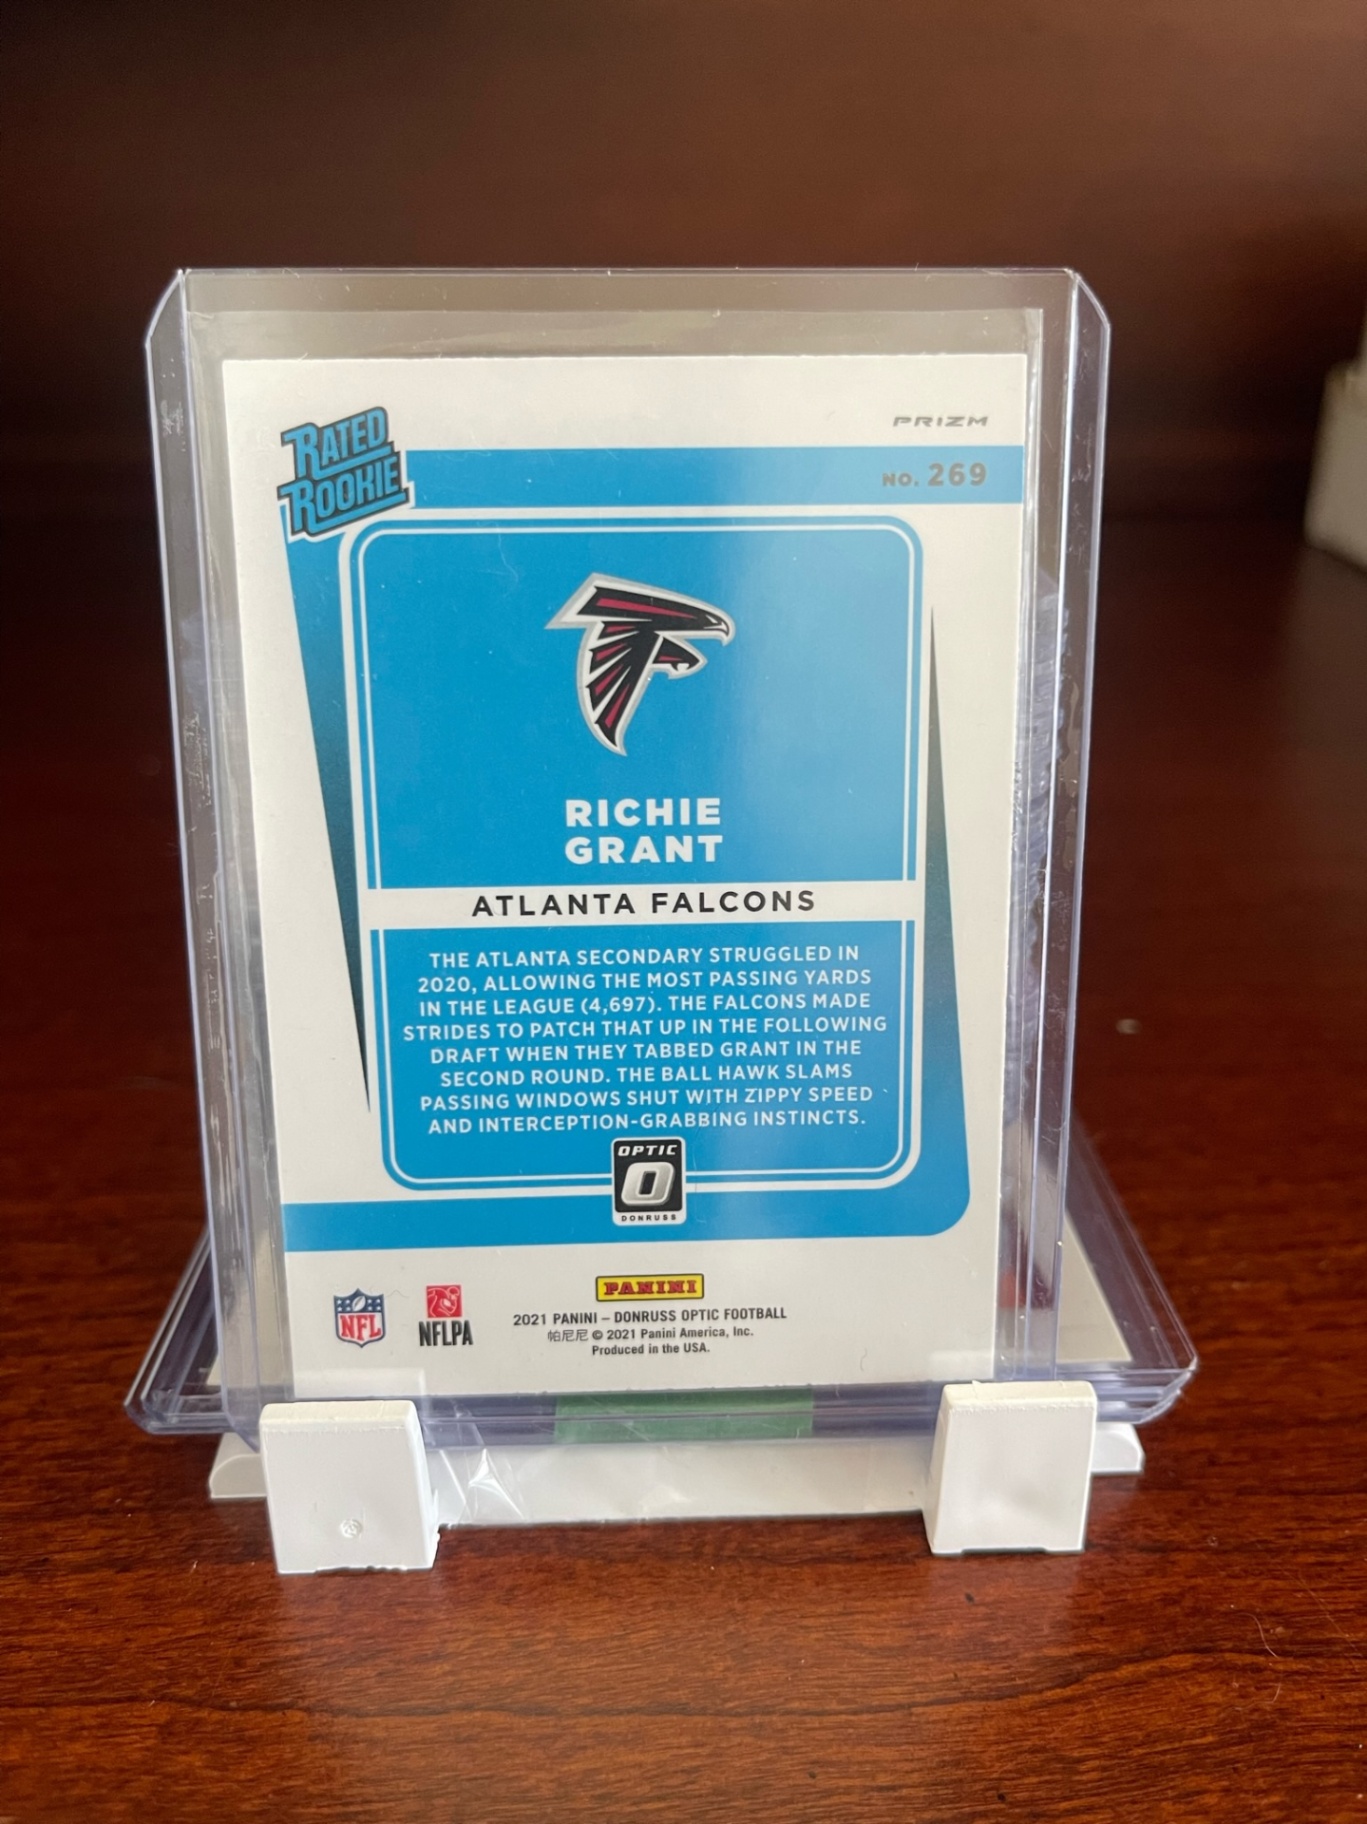 RATED
ROOKIE
PRIZM
NO. 269
RICHIE
GRANT
ATLANTA FALCONS
THE ATLANTA SECONDARY STRUGGLED IN
2020, ALLOWING THE MOST PASSING YARDS
IN THE LEAGUE (4,697). THE FALCONS MADE
STRIDES TO PATCH THAT UP IN THE FOLLOWING
DRAFT WHEN THEY TABBED GRANT IN THE
SECOND ROUND. THE BALL HAWK SLAMS
PASSING WINDOWS SHUT WITH ZIPPY SPEED
AND INTERCEPTION-GRABBING INSTINCTS.
OPTIC
O
DONRUSS
NFL
NFLPA
PANINI
2021 PANINI – DONRUSS OPTIC FOOTBALL
帕尼尼 © 2021 Panini America, Inc.
Produced in the USA.